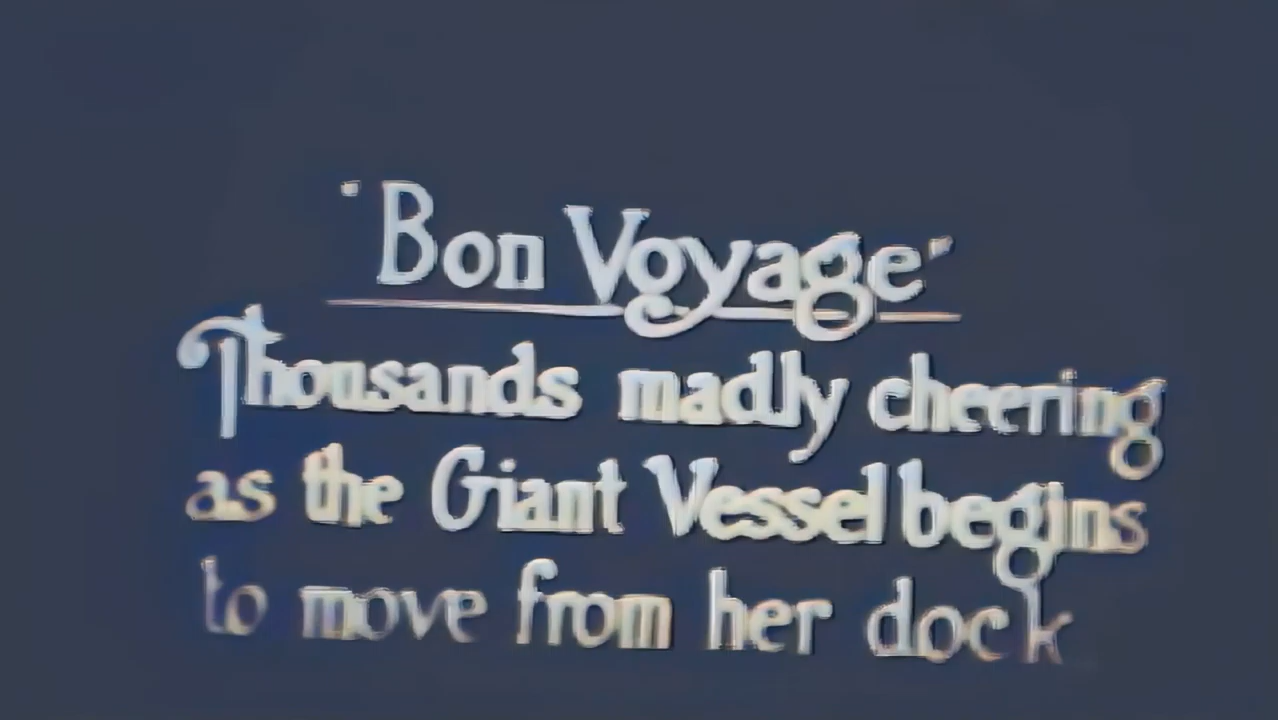 "Bon Voyage"
Thousands madly cheering
as the Giant Vessel begins
to move from her dock